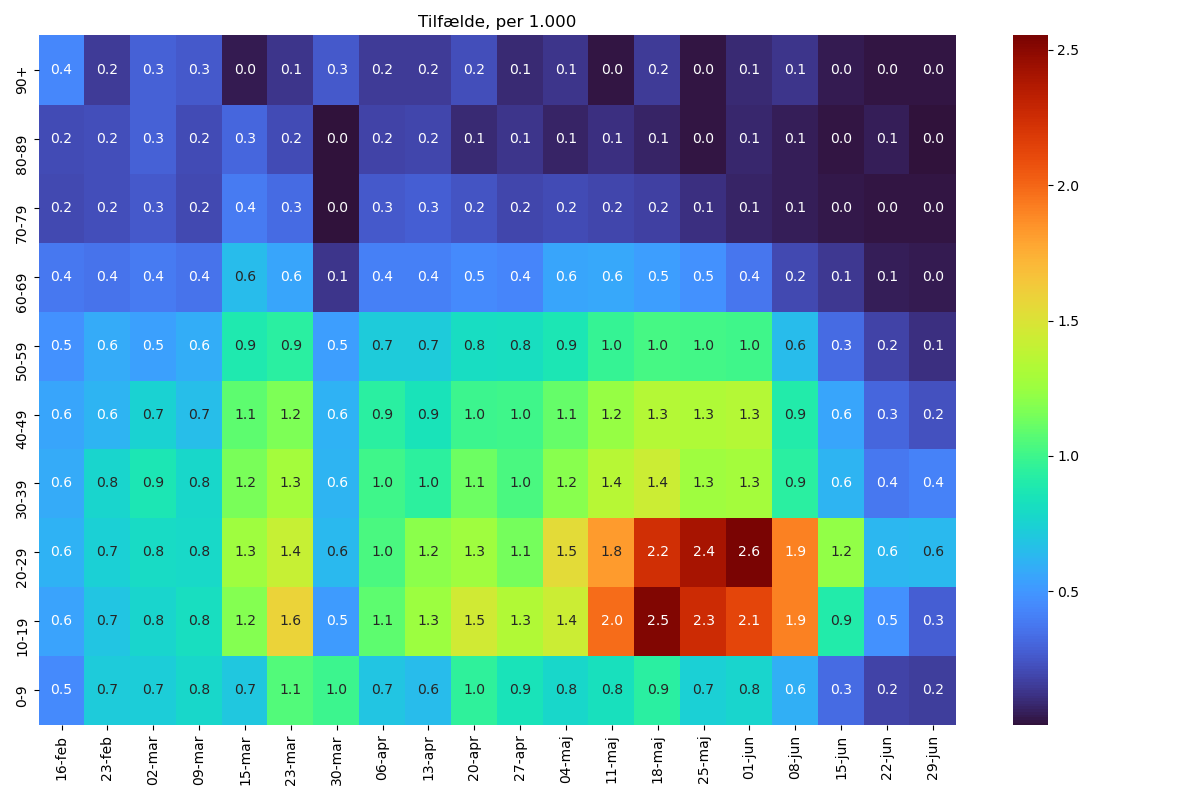 Tilfælde, per 1.000
90+ 0.4 0.2 0.3 0.3 0.0 0.1 0.3 0.2 0.2 0.2 0.1 0.1 0.0 0.2 0.0 0.1 0.1 0.0 0.0 0.0
80-89 0.2 0.2 0.3 0.2 0.3 0.2 0.0 0.2 0.2 0.1 0.1 0.1 0.1 0.1 0.0 0.1 0.1 0.0 0.1 0.0
70-79 0.2 0.2 0.3 0.2 0.4 0.3 0.0 0.3 0.3 0.2 0.2 0.2 0.2 0.2 0.1 0.1 0.1 0.0 0.0 0.0
60-69 0.4 0.4 0.4 0.4 0.6 0.6 0.1 0.4 0.4 0.5 0.4 0.6 0.6 0.5 0.5 0.4 0.2 0.1 0.1 0.0
50-59 0.5 0.6 0.5 0.6 0.9 0.9 0.5 0.7 0.7 0.8 0.8 0.9 1.0 1.0 1.0 1.0 0.6 0.3 0.2 0.1
40-49 0.6 0.6 0.7 0.7 1.1 1.2 0.6 0.9 0.9 1.0 1.0 1.1 1.2 1.3 1.3 1.3 0.9 0.6 0.3 0.2
30-39 0.6 0.8 0.9 0.8 1.2 1.3 0.6 1.0 1.0 1.1 1.0 1.2 1.4 1.4 1.3 1.3 0.9 0.6 0.4 0.4
20-29 0.6 0.7 0.8 0.8 1.3 1.4 0.6 1.0 1.2 1.3 1.1 1.5 1.8 2.2 2.4 2.6 1.9 1.2 0.6 0.6
10-19 0.6 0.7 0.8 0.8 1.2 1.6 0.5 1.1 1.3 1.5 1.3 1.4 2.0 2.5 2.3 2.1 1.9 0.9 0.5 0.3
0-9 0.5 0.7 0.7 0.8 0.7 1.1 1.0 0.7 0.6 1.0 0.9 0.8 0.8 0.9 0.7 0.8 0.6 0.3 0.2 0.2
16-feb 23-feb 02-mar 09-mar 15-mar 23-mar 30-mar 06-apr 13-apr 20-apr 27-apr 04-maj 11-maj 18-maj 25-maj 01-jun 08-jun 15-jun 22-jun 29-jun
2.5
2.0
1.5
1.0
0.5